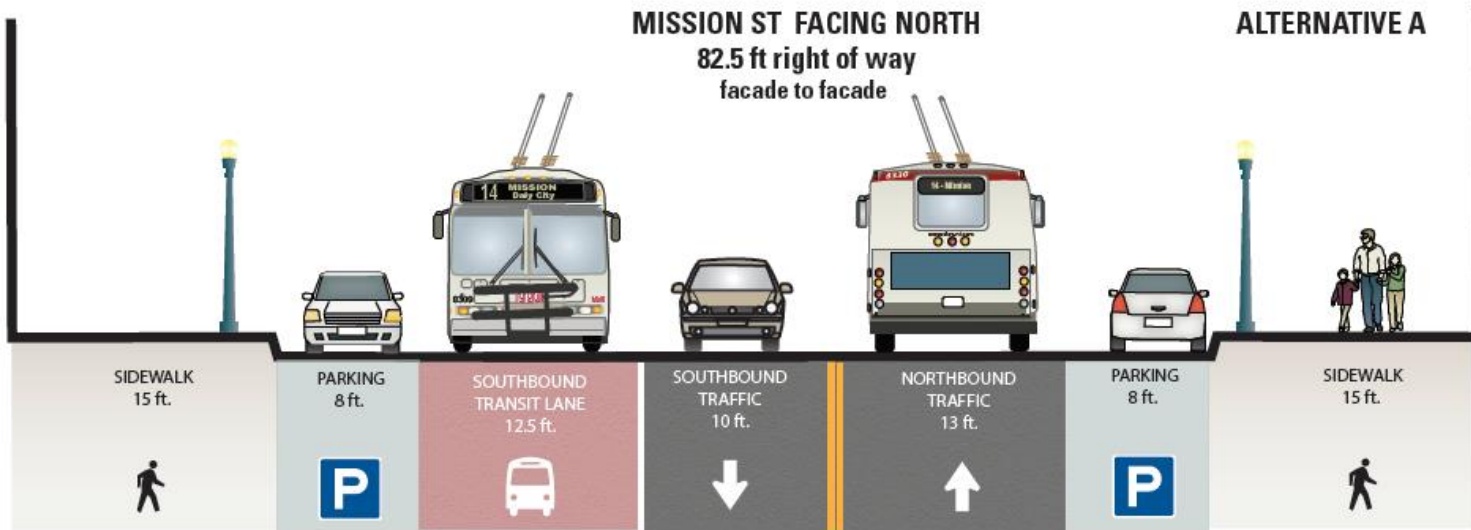 MISSION ST FACING NORTH
82.5 ft right of way
facade to facade
ALTERNATIVE A
14 MISSION
Daly City
6330
14 - Mission
SIDEWALK
15 ft.
PARKING
8 ft.
P
SOUTHBOUND
TRANSIT LANE
12.5 ft.
SOUTHBOUND
TRAFFIC
10 ft.
NORTHBOUND
TRAFFIC
13 ft.
PARKING
8 ft.
P
SIDEWALK
15 ft.